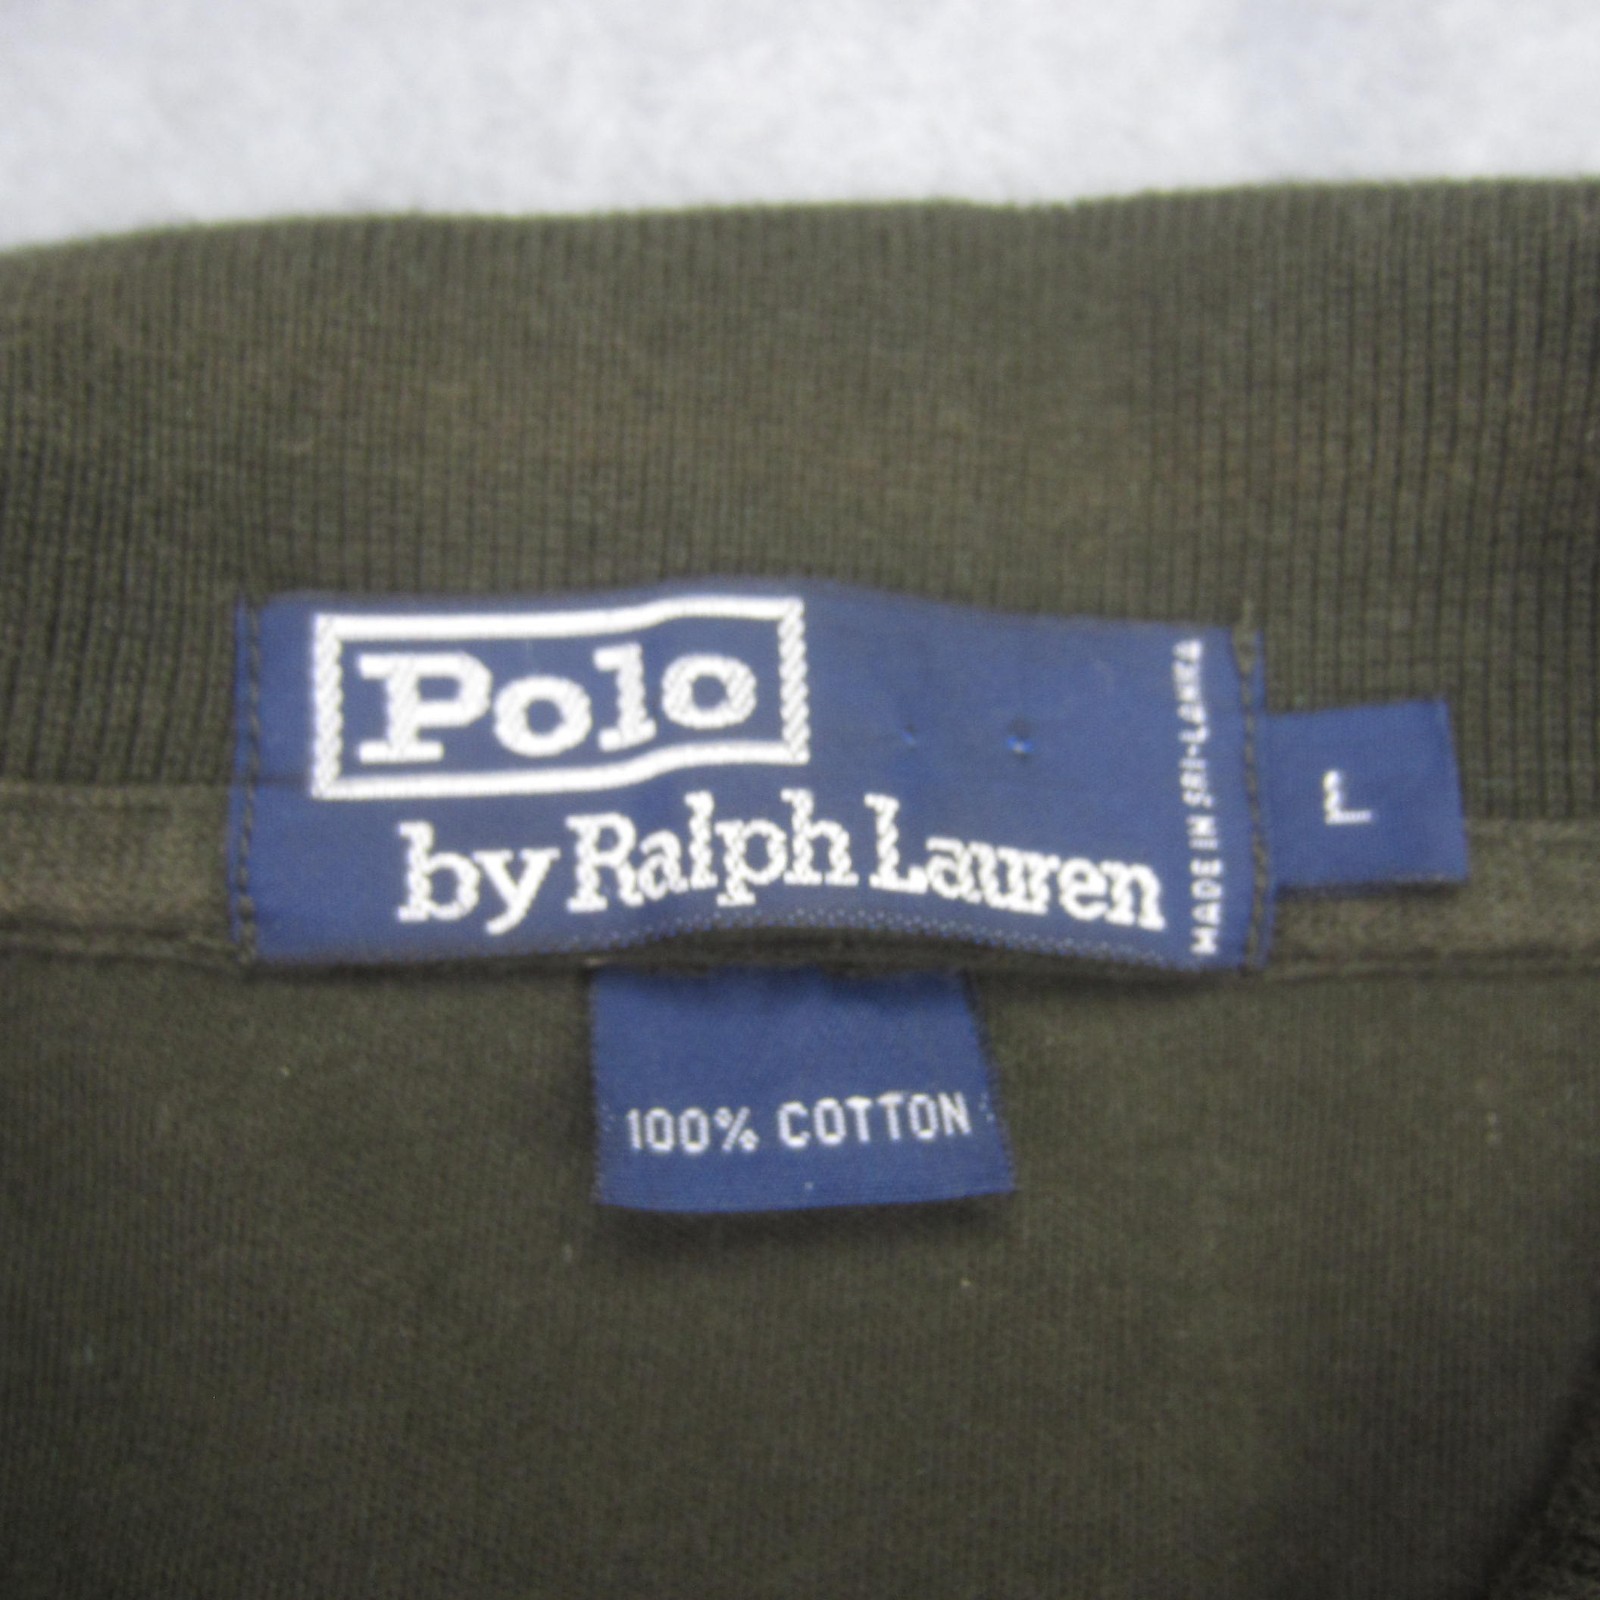 Polo
by Ralph Lauren
MADE IN SRI-LANKA
L
100% COTTON